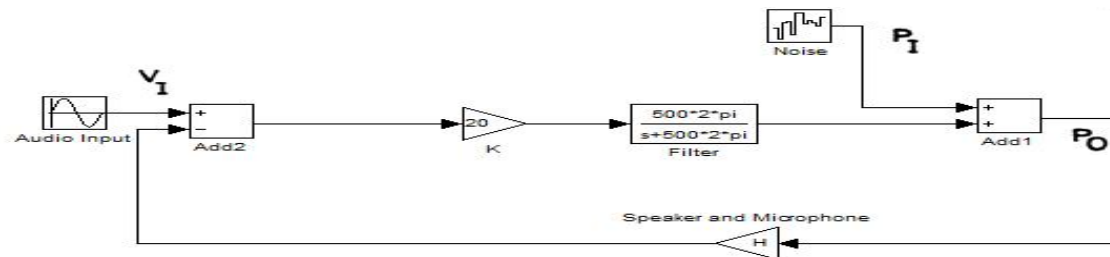 V_I
+
−
Audio Input
Add2
20
K
500*2*pi
s+500*2*pi
Filter
Noise
P_I
+
+
Add1
P_O
Speaker and Microphone
H